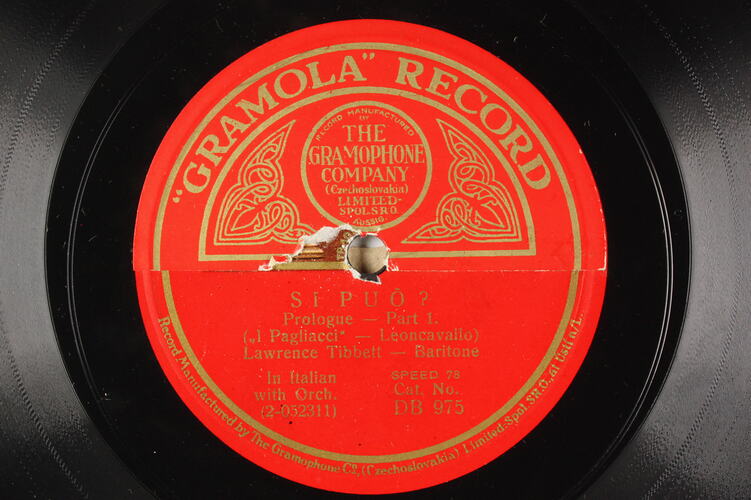 "GRAMOLA" RECORD
RECORD MANUFACTURED
BY
THE
GRAMOPHONE
COMPANY
(Czechoslovakia)
LIMITED-
SPOL.S.R.O.
AUSSIG.
SI PUÒ?
Prologue — Part 1.
(„I Pagliacci" — Leoncavallo)
Lawrence Tibbett — Baritone
In Italian
with Orch.
(2-052311)
SPEED 78
Cat. No.
DB 975
Record Manufactured by The Gramophone Co., (Czechoslovakia) Limited.-Spol. SR.O., at Usti a/L.